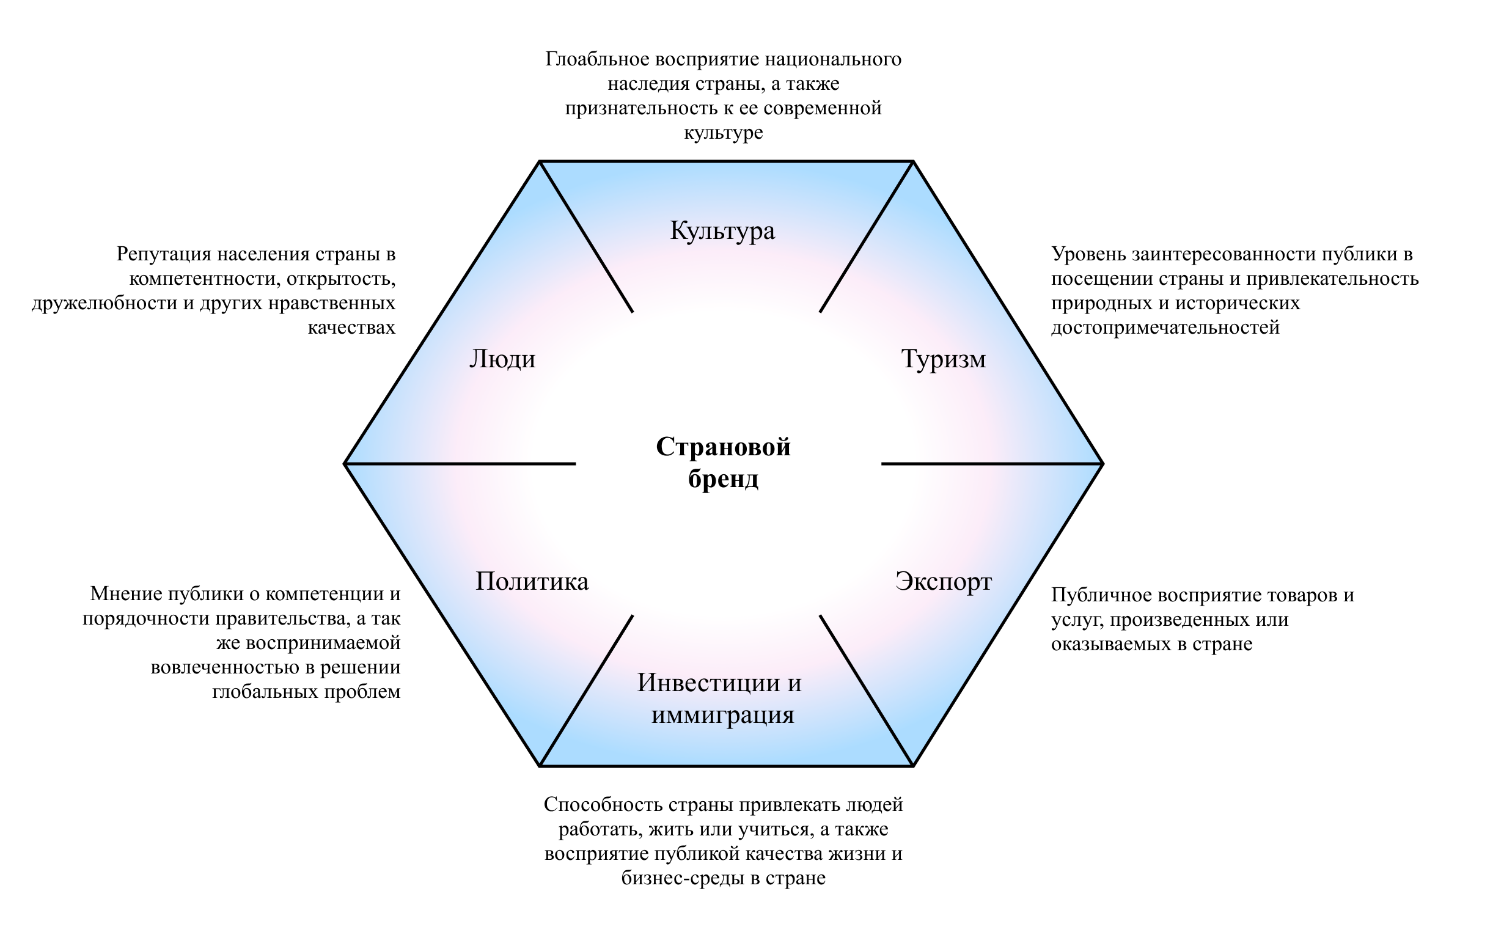 Глоабльное восприятие национального
наследия страны, а также
признательность к ее современной
культуре
Культура
Репутация населения страны в
компетентности, открытость,
дружелюбности и других нравственных
качествах
Уровень заинтересованности публики в
посещении страны и привлекательность
природных и исторических
достопримечательностей
Люди
Туризм
Страновой
бренд
Политика
Экспорт
Мнение публики о компетенции и
порядочности правительства, а так
же воспринимаемой
вовлеченностью в решении
глобальных проблем
Публичное восприятие товаров и
услуг, произведенных или
оказываемых в стране
Инвестиции и
иммиграция
Способность страны привлекать людей
работать, жить или учиться, а также
восприятие публикой качества жизни и
бизнес-среды в стране